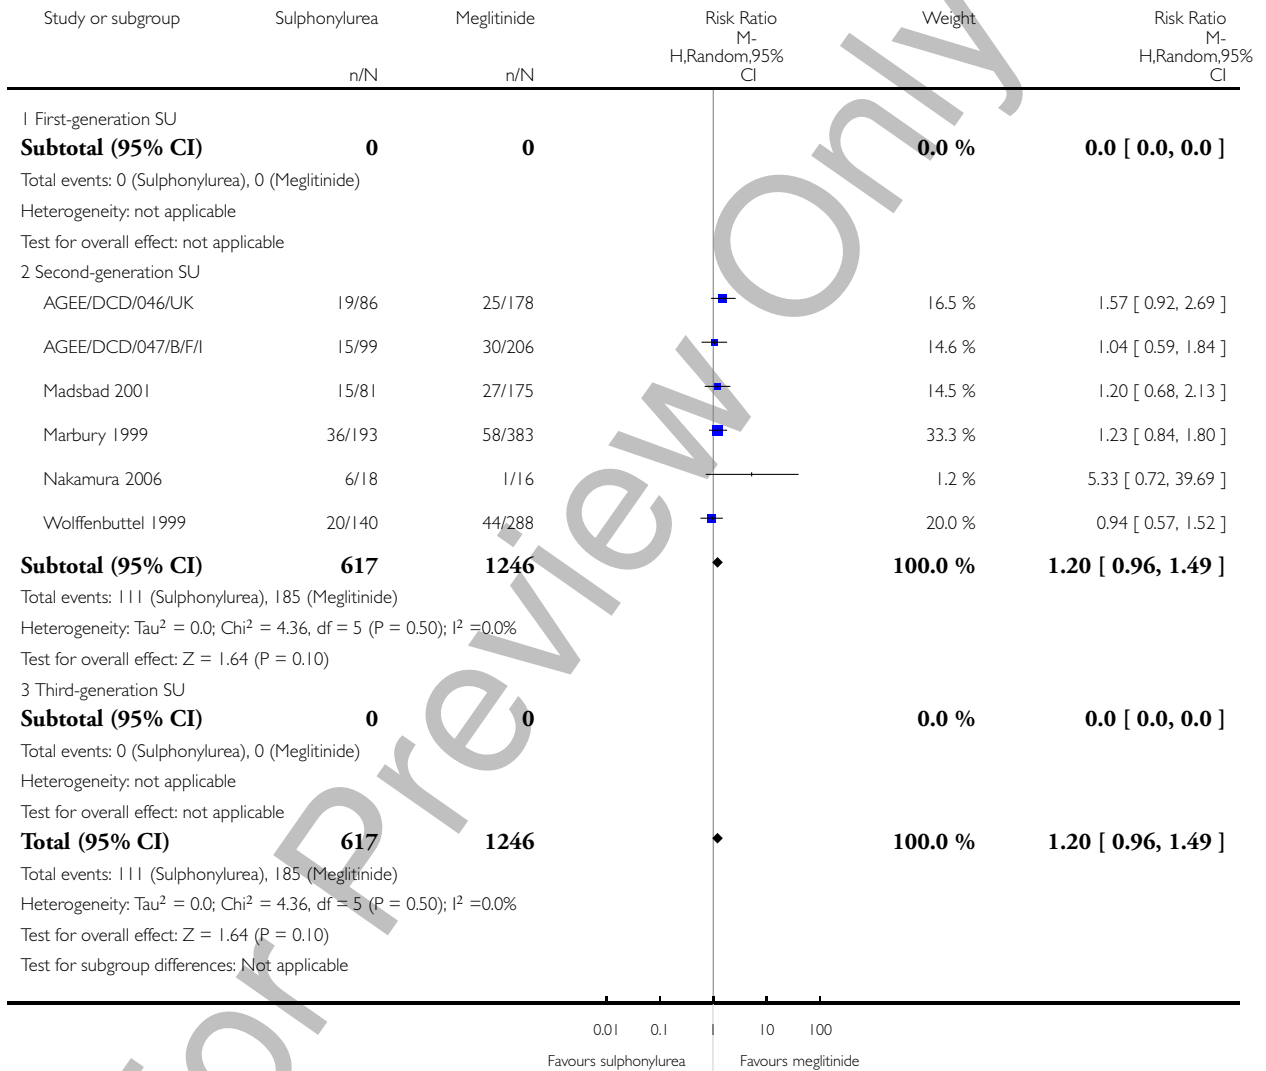 Study or subgroup Sulphonylurea Meglitinide Risk Ratio Weight Risk Ratio
M- M-
H,Random,95% H,Random,95%
n/N n/N CI CI
1 First-generation SU
Subtotal (95% CI) 0 0 0.0 % 0.0 [ 0.0, 0.0 ]
Total events: 0 (Sulphonylurea), 0 (Meglitinide)
Heterogeneity: not applicable
Test for overall effect: not applicable
2 Second-generation SU
AGEE/DCD/046/UK 19/86 25/178 16.5 % 1.57 [ 0.92, 2.69 ]
AGEE/DCD/047/B/F/I 15/99 30/206 14.6 % 1.04 [ 0.59, 1.84 ]
Madsbad 2001 15/81 27/175 14.5 % 1.20 [ 0.68, 2.13 ]
Marbury 1999 36/193 58/383 33.3 % 1.23 [ 0.84, 1.80 ]
Nakamura 2006 6/18 1/16 1.2 % 5.33 [ 0.72, 39.69 ]
Wolffenbuttel 1999 20/140 44/288 20.0 % 0.94 [ 0.57, 1.52 ]
Subtotal (95% CI) 617 1246 100.0 % 1.20 [ 0.96, 1.49 ]
Total events: 111 (Sulphonylurea), 185 (Meglitinide)
Heterogeneity: Tau² = 0.0; Chi² = 4.36, df = 5 (P = 0.50); I² =0.0%
Test for overall effect: Z = 1.64 (P = 0.10)
3 Third-generation SU
Subtotal (95% CI) 0 0 0.0 % 0.0 [ 0.0, 0.0 ]
Total events: 0 (Sulphonylurea), 0 (Meglitinide)
Heterogeneity: not applicable
Test for overall effect: not applicable
Total (95% CI) 617 1246 100.0 % 1.20 [ 0.96, 1.49 ]
Total events: 111 (Sulphonylurea), 185 (Meglitinide)
Heterogeneity: Tau² = 0.0; Chi² = 4.36, df = 5 (P = 0.50); I² =0.0%
Test for overall effect: Z = 1.64 (P = 0.10)
Test for subgroup differences: Not applicable
0.01 0.1 1 10 100
Favours sulphonylurea Favours meglitinide
or Preview Only